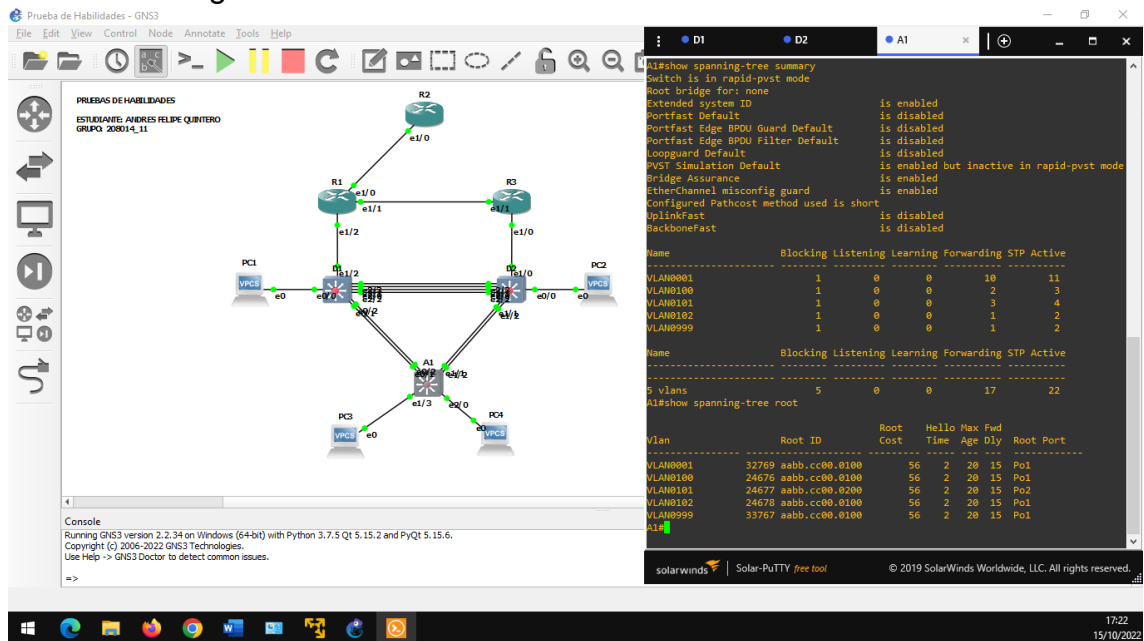 Prueba de Habilidades - GNS3
File Edit View Control Node Annotate Tools Help
PRUEBAS DE HABILIDADES
ESTUDIANTE: ANDRES FELIPE QUINTERO
GRUPO: 208014_11
R2
e1/0
R1
R3
e1/0
e1/1
e1/1
e1/2
e1/0
PC1
PC2
D1
e1/2
D2
e1/0
VPCS
VPCS
e0
e0/0
e0/0
e0
A1
e1/3
e2/0
PC3
PC4
VPCS
e0
e0
VPCS
Console
Running GNS3 version 2.2.34 on Windows (64-bit) with Python 3.7.5 Qt 5.15.2 and PyQt 5.15.6.
Copyright (c) 2006-2022 GNS3 Technologies.
Use Help -> GNS3 Doctor to detect common issues.
=>
D1 D2 A1
A1#show spanning-tree summary
Switch is in rapid-pvst mode
Root bridge for: none
Extended system ID is enabled
Portfast Default is disabled
Portfast Edge BPDU Guard Default is disabled
Portfast Edge BPDU Filter Default is disabled
Loopguard Default is disabled
PVST Simulation Default is enabled but inactive in rapid-pvst mode
Bridge Assurance is enabled
EtherChannel misconfig guard is enabled
Configured Pathcost method used is short
UplinkFast is disabled
BackboneFast is disabled
Name Blocking Listening Learning Forwarding STP Active
---------------------- -------- --------- -------- ---------- ----------
VLAN0001 1 0 0 10 11
VLAN0100 1 0 0 2 3
VLAN0101 1 0 0 3 4
VLAN0102 1 0 0 1 2
VLAN0999 1 0 0 1 2
Name Blocking Listening Learning Forwarding STP Active
---------------------- -------- --------- -------- ---------- ----------
---------------------- -------- --------- -------- ---------- ----------
5 vlans 5 0 0 17 22
A1#show spanning-tree root
Root Hello Max Fwd
Vlan Root ID Cost Time Age Dly Root Port
---------------- -------------------- --------- ----- --- --- ------------
VLAN0001 32769 aabb.cc00.0100 56 2 20 15 Po1
VLAN0100 24676 aabb.cc00.0100 56 2 20 15 Po1
VLAN0101 24677 aabb.cc00.0200 56 2 20 15 Po2
VLAN0102 24678 aabb.cc00.0100 56 2 20 15 Po1
VLAN0999 33767 aabb.cc00.0100 56 2 20 15 Po1
A1#
solarwinds Solar-PuTTY free tool © 2019 SolarWinds Worldwide, LLC. All rights reserved.
17:22
15/10/2022